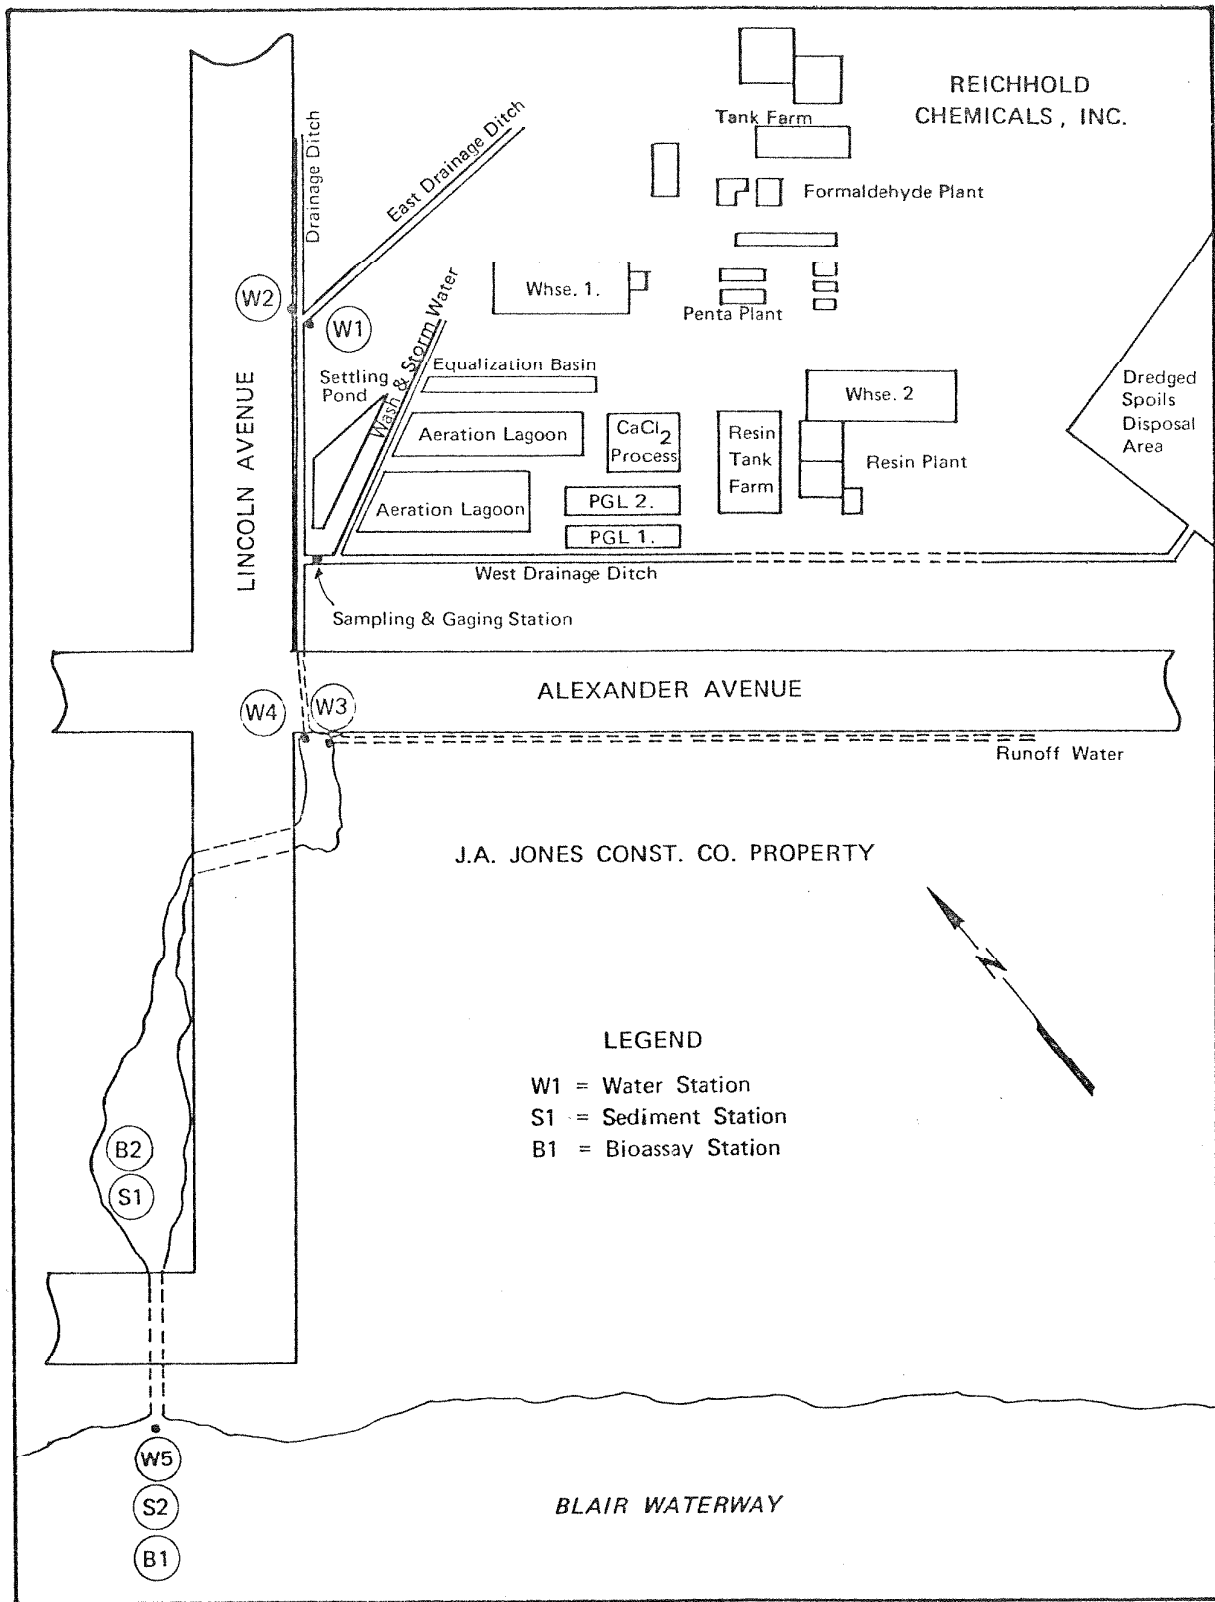 REICHHOLD
CHEMICALS, INC.
Tank Farm
Drainage Ditch
East Drainage Ditch
Formaldehyde Plant
W2
W1
Whse. 1.
Penta Plant
Wash & Storm Water
Settling
Pond
Equalization Basin
Aeration Lagoon
CaCl2
Process
Resin
Tank
Farm
Whse. 2
Resin Plant
Dredged
Spoils
Disposal
Area
Aeration Lagoon
PGL 2.
PGL 1.
LINCOLN AVENUE
West Drainage Ditch
Sampling & Gaging Station
W4
W3
ALEXANDER AVENUE
Runoff Water
J.A. JONES CONST. CO. PROPERTY
N
LEGEND
W1 = Water Station
S1 = Sediment Station
B1 = Bioassay Station
B2
S1
W5
S2
B1
BLAIR WATERWAY